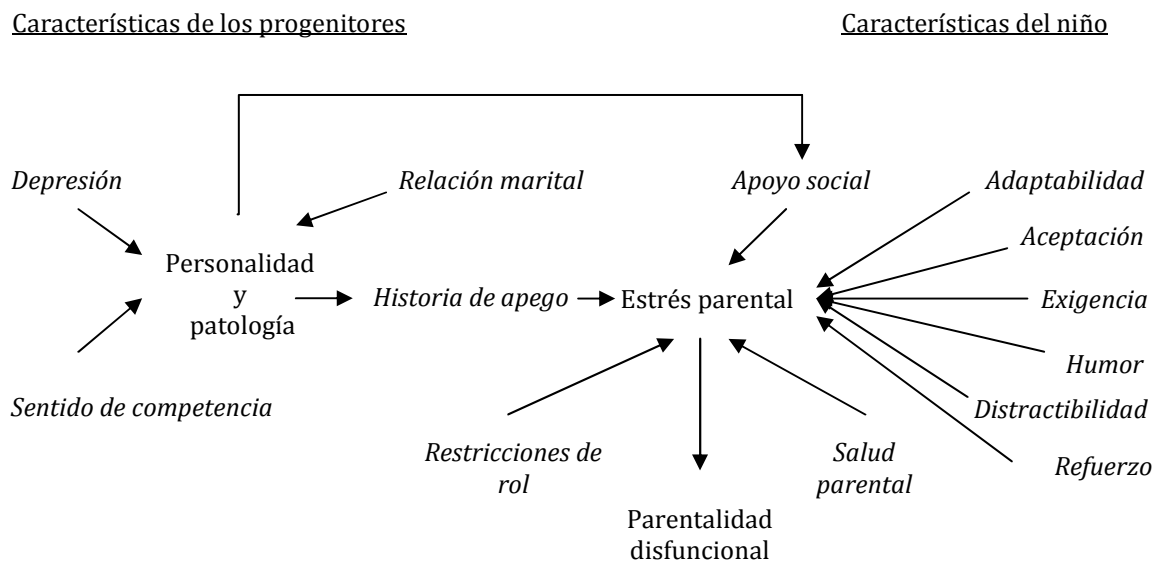 Características de los progenitores
Características del niño
Depresión
Relación marital
Apoyo social
Adaptabilidad
Aceptación
Personalidad
y
patología
Historia de apego
Estrés parental
Exigencia
Humor
Sentido de competencia
Distractibilidad
Restricciones de
rol
Salud
parental
Refuerzo
Parentalidad
disfuncional